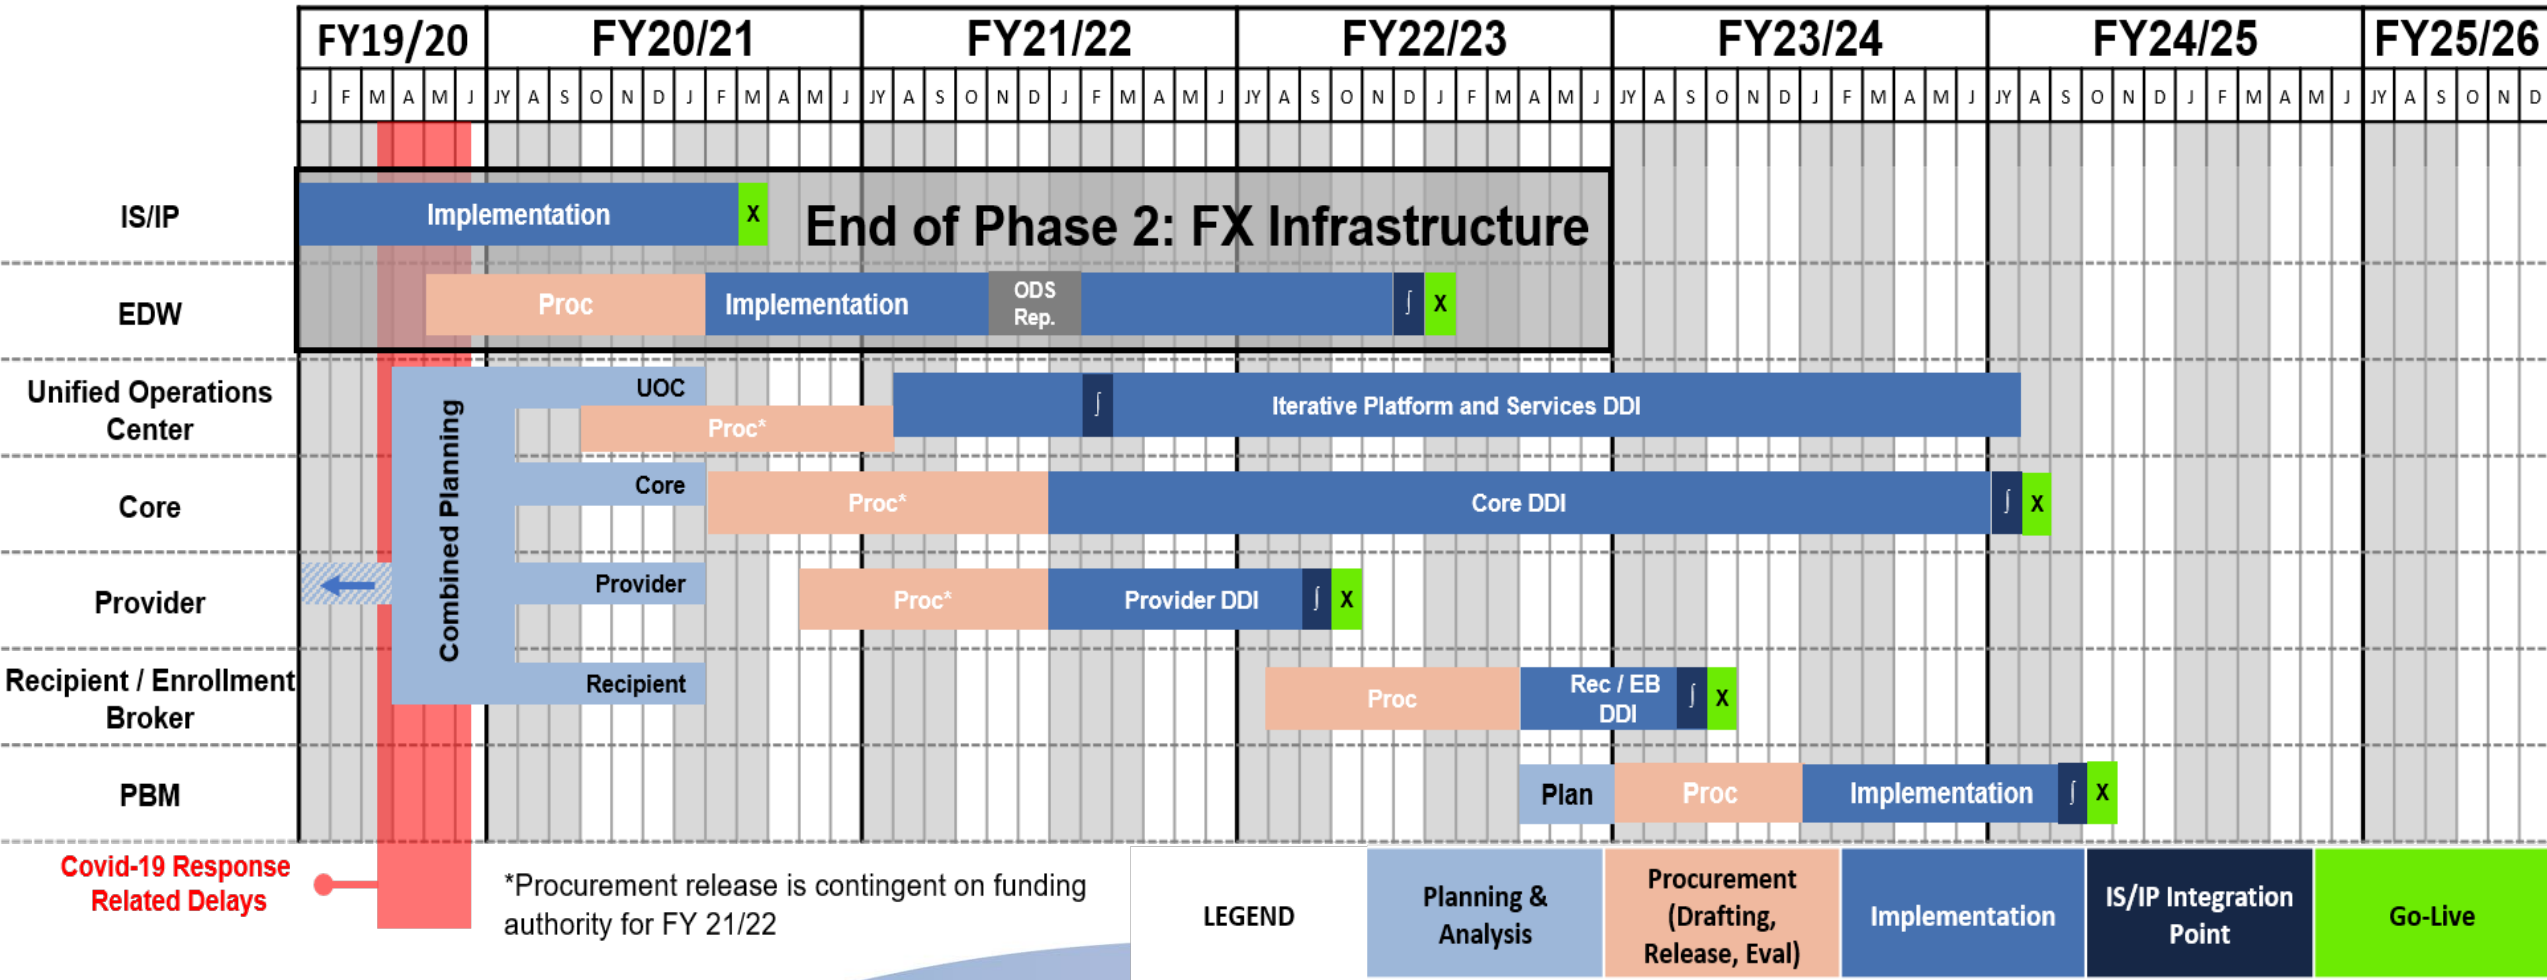 FY19/20 FY20/21 FY21/22 FY22/23 FY23/24 FY24/25 FY25/26
J F M A M J JY A S O N D J F M A M J JY A S O N D J F M A M J JY A S O N D J F M A M J JY A S O N D J F M A M J JY A S O N D J F M A M J JY A S O N D
IS/IP
Implementation X
End of Phase 2: FX Infrastructure
EDW
Proc Implementation
ODS
Rep.
∫ X
Unified Operations
Center
Combined Planning
UOC
Proc*
∫ Iterative Platform and Services DDI
Core
Core
Proc* Core DDI ∫ X
Provider
Provider
Proc* Provider DDI ∫ X
Recipient / Enrollment
Broker
Recipient
Proc
Rec / EB
DDI
∫ X
PBM
Plan Proc Implementation ∫ X
Covid-19 Response
Related Delays
*Procurement release is contingent on funding
authority for FY 21/22
LEGEND
Planning &
Analysis
Procurement
(Drafting,
Release, Eval)
Implementation
IS/IP Integration
Point
Go-Live